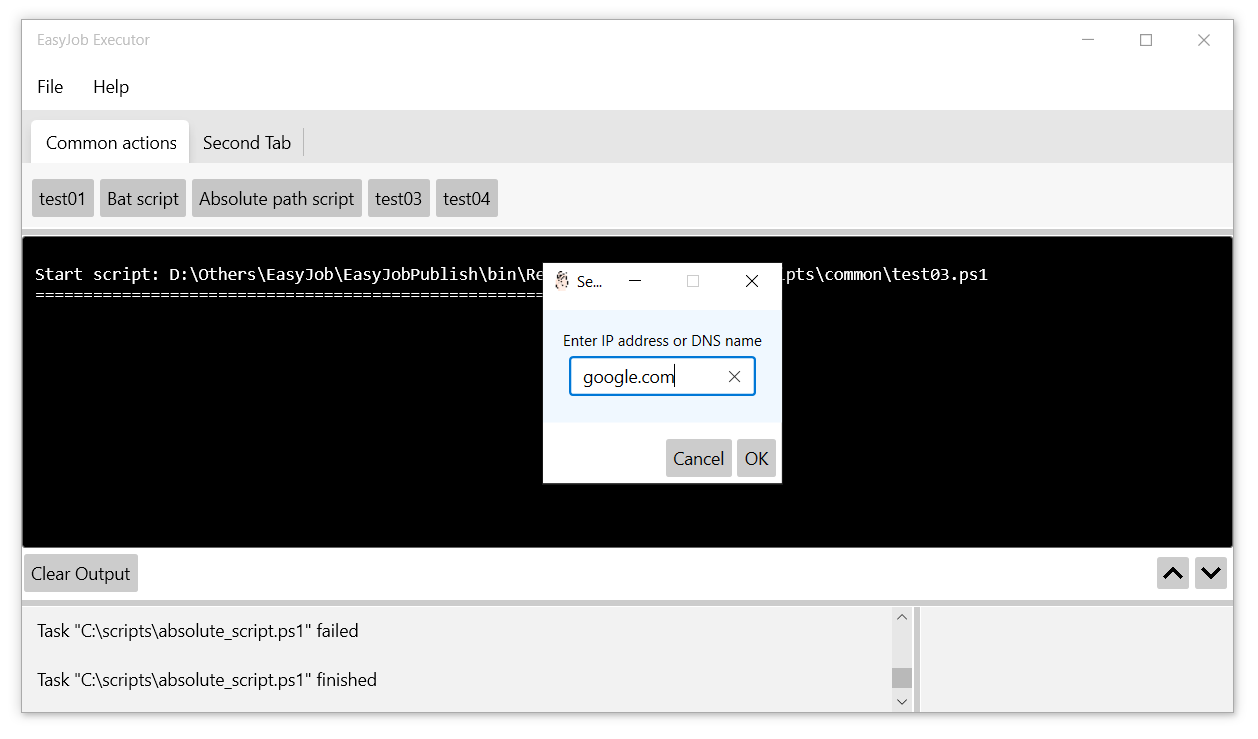 EasyJob Executor
File Help
Common actions Second Tab
test01 Bat script Absolute path script test03 test04
Start script: D:\Others\EasyJob\EasyJobPublish\bin\Re ipts\common\test03.ps1
Se...
Enter IP address or DNS name
google.com
Cancel OK
Clear Output
Task "C:\scripts\absolute_script.ps1" failed
Task "C:\scripts\absolute_script.ps1" finished